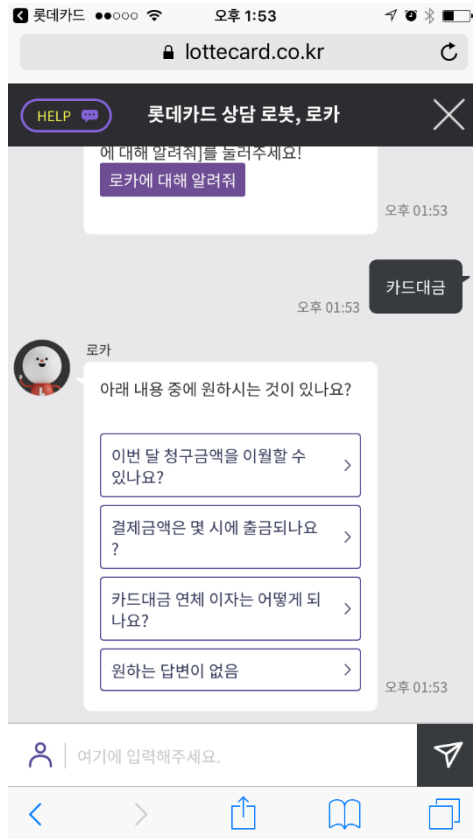 롯데카드
오후 1:53
lottecard.co.kr
HELP
롯데카드 상담 로봇, 로카
에 대해 알려줘]를 눌러주세요!
로카에 대해 알려줘
오후 01:53
카드대금
오후 01:53
로카
아래 내용 중에 원하시는 것이 있나요?
이번 달 청구금액을 이월할 수
있나요?
결제금액은 몇 시에 출금되나요
?
카드대금 연체 이자는 어떻게 되
나요?
원하는 답변이 없음
오후 01:53
여기에 입력해주세요.